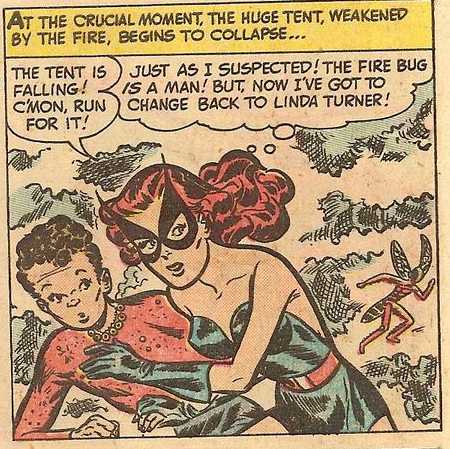 AT THE CRUCIAL MOMENT, THE HUGE TENT, WEAKENED
BY THE FIRE, BEGINS TO COLLAPSE...
THE TENT IS
FALLING!
C'MON, RUN
FOR IT!
JUST AS I SUSPECTED! THE FIRE BUG
IS A MAN! BUT, NOW I'VE GOT TO
CHANGE BACK TO LINDA TURNER!